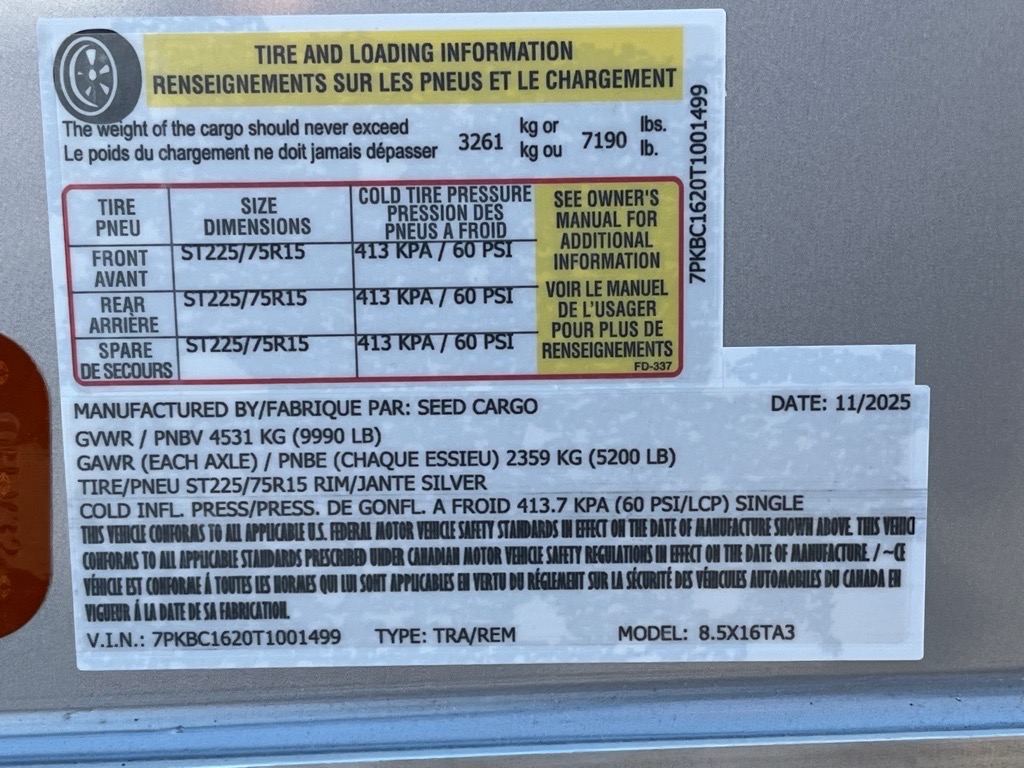 TIRE AND LOADING INFORMATION
RENSEIGNEMENTS SUR LES PNEUS ET LE CHARGEMENT
The weight of the cargo should never exceed 3261 kg or 7190 lbs.
Le poids du chargement ne doit jamais dépasser kg ou lb.
7PKBC1620T1001499
TIRE SIZE COLD TIRE PRESSURE
PNEU DIMENSIONS PRESSION DES
PNEUS A FROID
FRONT ST225/75R15 413 KPA / 60 PSI
AVANT
REAR ST225/75R15 413 KPA / 60 PSI
ARRIÈRE
SPARE ST225/75R15 413 KPA / 60 PSI
DE SECOURS
SEE OWNER'S
MANUAL FOR
ADDITIONAL
INFORMATION
VOIR LE MANUEL
DE L'USAGER
POUR PLUS DE
RENSEIGNEMENTS
FD-337
MANUFACTURED BY/FABRIQUE PAR: SEED CARGO DATE: 11/2025
GVWR / PNBV 4531 KG (9990 LB)
GAWR (EACH AXLE) / PNBE (CHAQUE ESSIEU) 2359 KG (5200 LB)
TIRE/PNEU ST225/75R15 RIM/JANTE SILVER
COLD INFL. PRESS/PRESS. DE GONFL A FROID 413.7 KPA (60 PSI/LCP) SINGLE
THIS VEHICLE CONFORMS TO ALL APPLICABLE U.S. FEDERAL MOTOR VEHICLE SAFETY STANDARDS IN EFFECT ON THE DATE OF MANUFACTURE SHOWN ABOVE. THIS VEHICL
CONFORMS TO ALL APPLICABLE STANDARDS PRESCRIBED UNDER CANADIAN MOTOR VEHICLE SAFETY REGULATIONS IN EFFECT ON THE DATE OF MANUFACTURE. / ~CE
VÉHICLE EST CONFORME Á TOUTES LES NORMES QUI LUI SONT APPLICABLES EN VERTU DU RÉGLEMENT SUR LA SÉCURITÉ DES VÉHICULES AUTOMOBILES DU CANADA EN
VIGUEUR Á LA DATE DE SA FABRICATION.
V.I.N.: 7PKBC1620T1001499 TYPE: TRA/REM MODEL: 8.5X16TA3